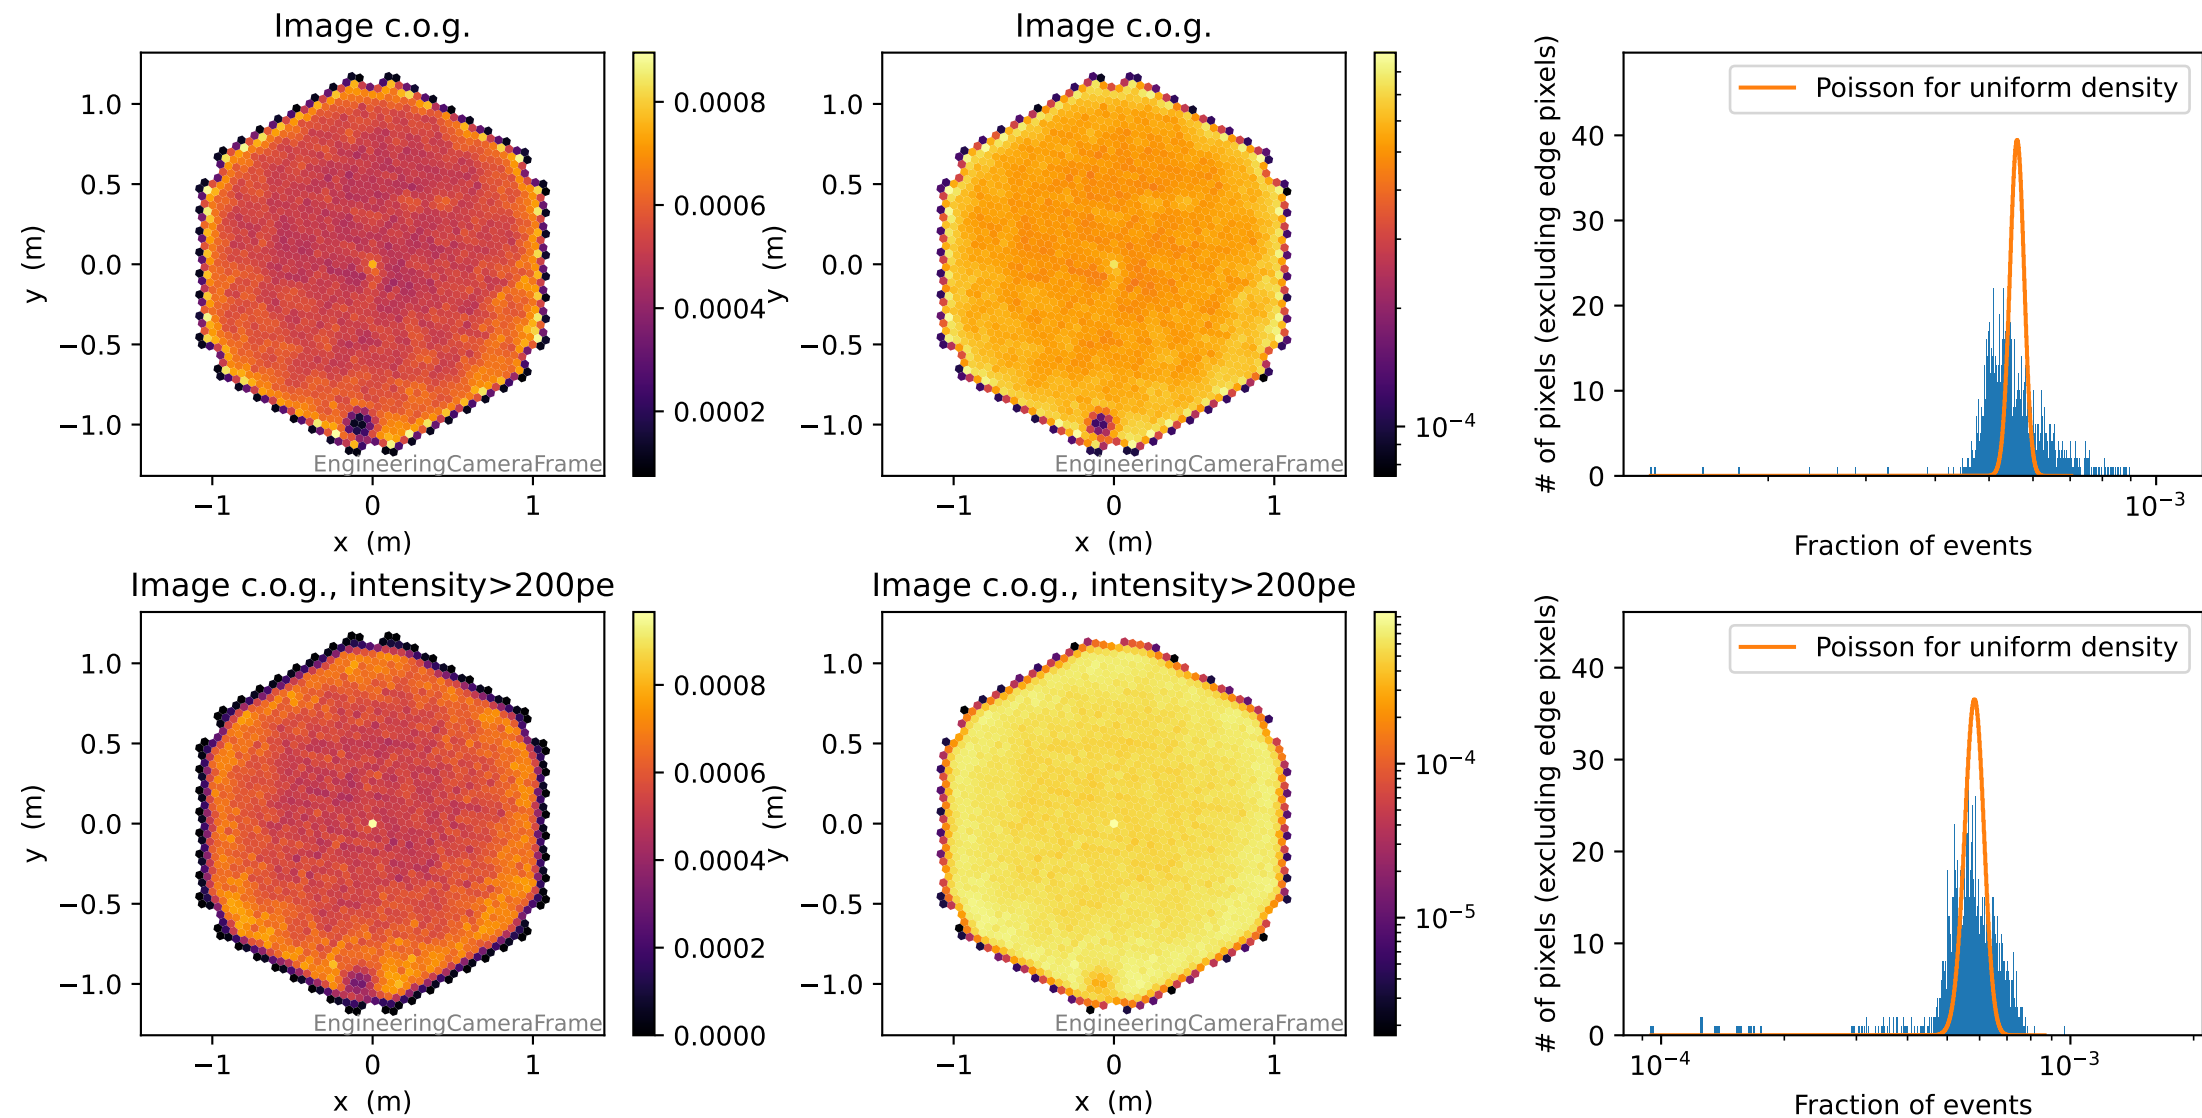 Image c.o.g.
1.0
0.5
0.0
−0.5
−1.0
y (m)
−1
0
1
x (m)
EngineeringCameraFrame
0.0008
0.0006
0.0004
0.0002
Image c.o.g.
1.0
0.5
0.0
−0.5
−1.0
y (m)
−1
0
1
x (m)
EngineeringCameraFrame
10⁻⁴
Poisson for uniform density
# of pixels (excluding edge pixels)
40
30
20
10
0
10⁻³
Fraction of events
Image c.o.g., intensity>200pe
1.0
0.5
0.0
−0.5
−1.0
y (m)
−1
0
1
x (m)
EngineeringCameraFrame
0.0008
0.0006
0.0004
0.0002
0.0000
Image c.o.g., intensity>200pe
1.0
0.5
0.0
−0.5
−1.0
y (m)
−1
0
1
x (m)
EngineeringCameraFrame
10⁻⁴
10⁻⁵
Poisson for uniform density
# of pixels (excluding edge pixels)
40
30
20
10
0
10⁻⁴
10⁻³
Fraction of events